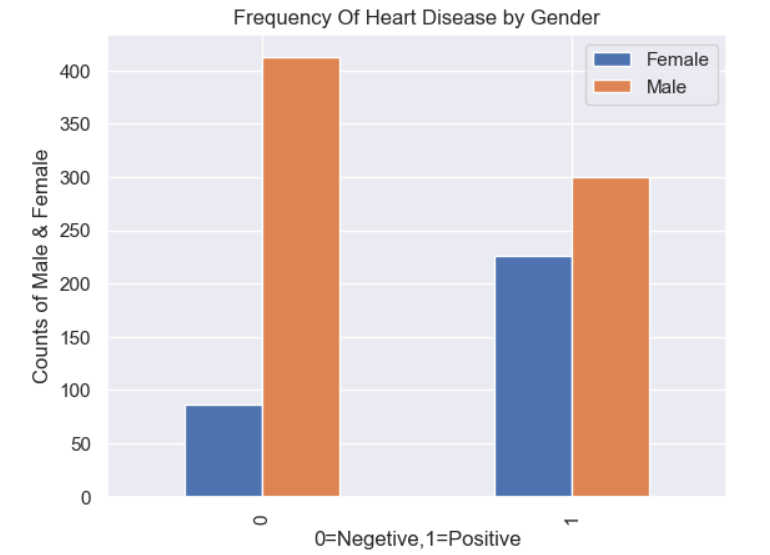 Frequency Of Heart Disease by Gender
Female
Male
Counts of Male & Female
400
350
300
250
200
150
100
50
0
0
1
0=Negetive,1=Positive